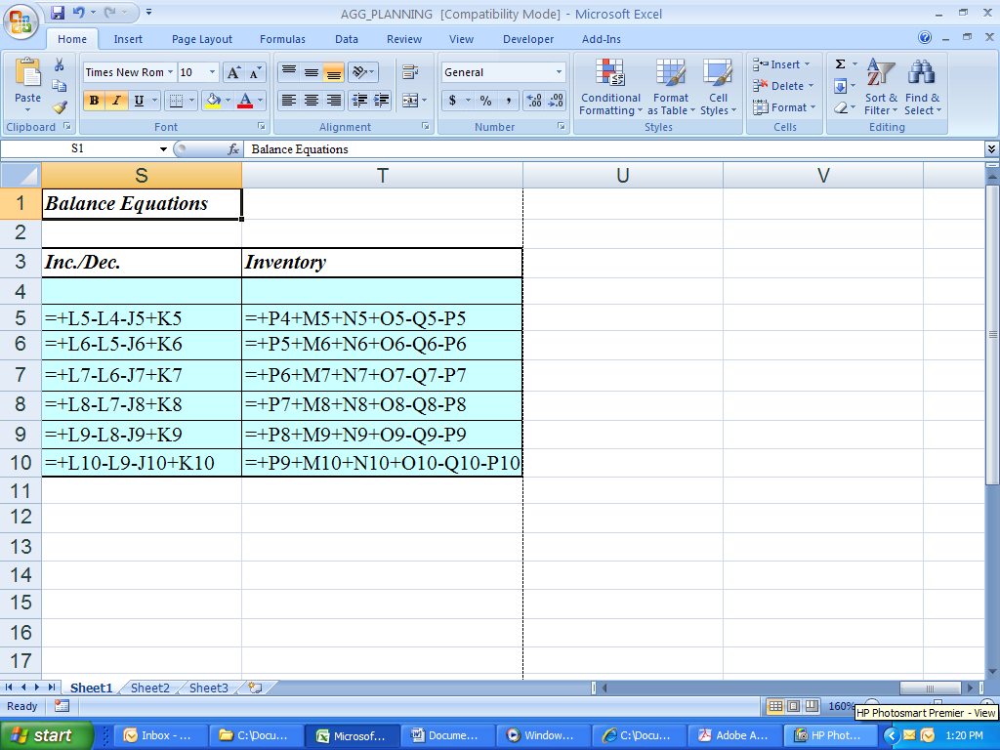 AGG_PLANNING [Compatibility Mode] - Microsoft Excel
Home Insert Page Layout Formulas Data Review View Developer Add-Ins
Paste
Clipboard
Times New Rom 10
B I U
Font
Alignment
General
$ % ,
Number
Conditional Formatting
Format as Table
Cell Styles
Styles
Insert
Delete
Format
Cells
Sort & Filter
Find & Select
Editing
S1
fx
Balance Equations
S T U V
1 Balance Equations
2
3 Inc./Dec. Inventory
4
5 =+L5-L4-J5+K5 =+P4+M5+N5+O5-Q5-P5
6 =+L6-L5-J6+K6 =+P5+M6+N6+O6-Q6-P6
7 =+L7-L6-J7+K7 =+P6+M7+N7+O7-Q7-P7
8 =+L8-L7-J8+K8 =+P7+M8+N8+O8-Q8-P8
9 =+L9-L8-J9+K9 =+P8+M9+N9+O9-Q9-P9
10 =+L10-L9-J10+K10 =+P9+M10+N10+O10-Q10-P10
11
12
13
14
15
16
17
Sheet1 Sheet2 Sheet3
Ready
160%
HP Photosmart Premier - View
start
Inbox - ...
C:\Docu...
Microsof...
Docume...
Window...
C:\Docu...
Adobe A...
HP Phot...
1:20 PM